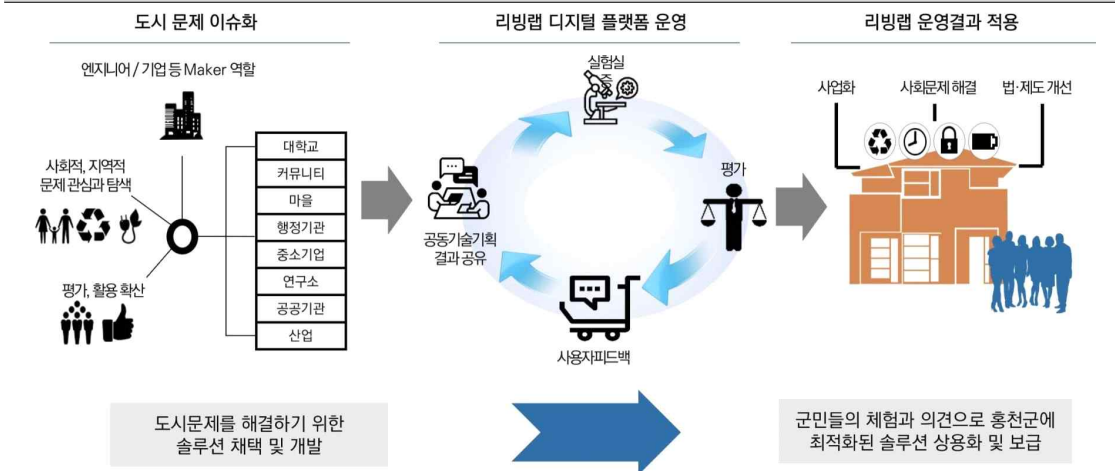 도시 문제 이슈화
엔지니어 / 기업 등 Maker 역할
사회적, 지역적
문제 관심과 탐색
평가, 활용 확산
대학교
커뮤니티
마을
행정기관
중소기업
연구소
공공기관
산업
리빙랩 디지털 플랫폼 운영
실험실
증
평가
사용자피드백
공동기술기획
결과 공유
리빙랩 운영결과 적용
사업화
사회문제 해결
법·제도 개선
도시문제를 해결하기 위한
솔루션 채택 및 개발
군민들의 체험과 의견으로 홍천군에
최적화된 솔루션 상용화 및 보급